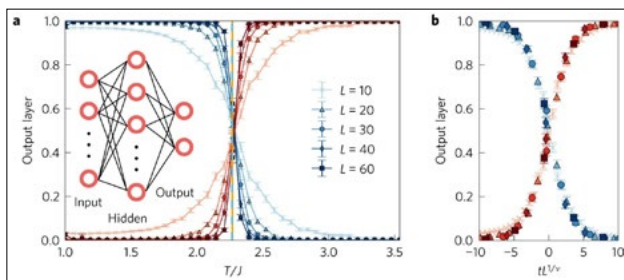 a
b
1.0
0.8
0.6
0.4
0.2
0.0
Output layer
Input
Hidden
Output
L = 10
L = 20
L = 30
L = 40
L = 60
1.0
1.5
2.0
2.5
3.0
3.5
T/J
1.0
0.8
0.6
0.4
0.2
0.0
Output layer
−10
−5
0
5
10
tL^{1/ν}